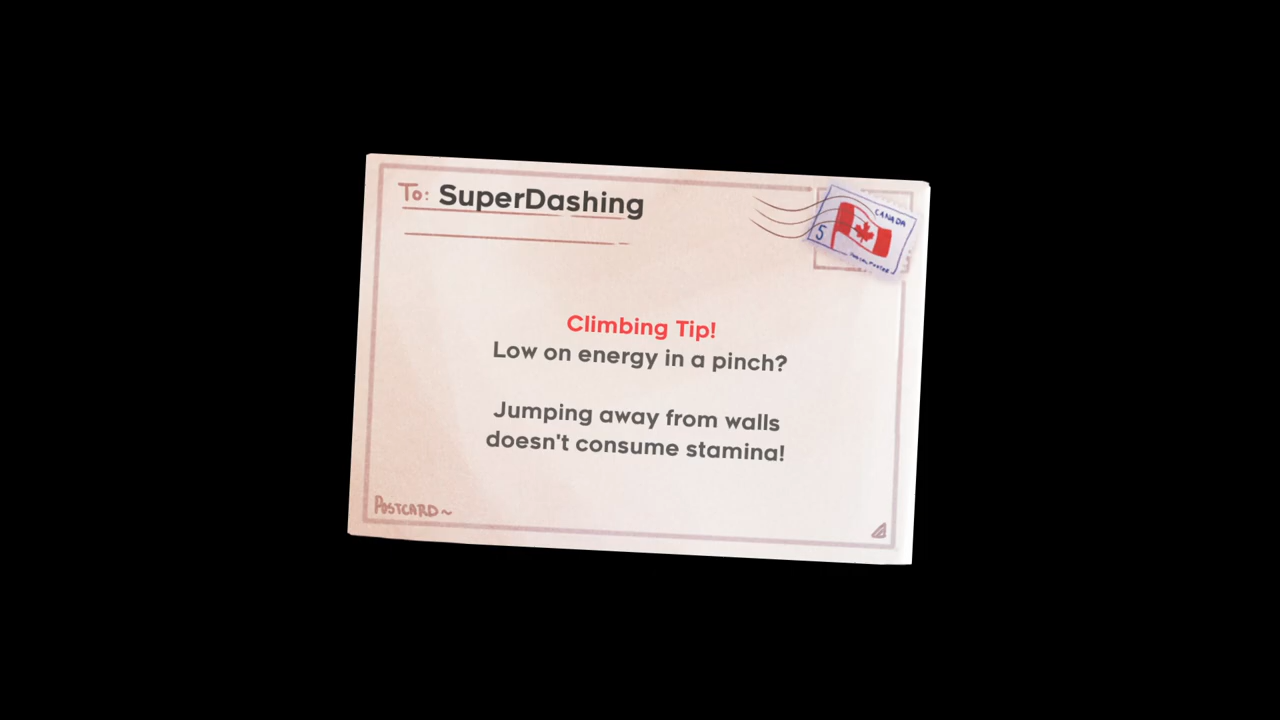 To: SuperDashing
CANADA
5
Climbing Tip!
Low on energy in a pinch?
Jumping away from walls
doesn't consume stamina!
POSTCARD~